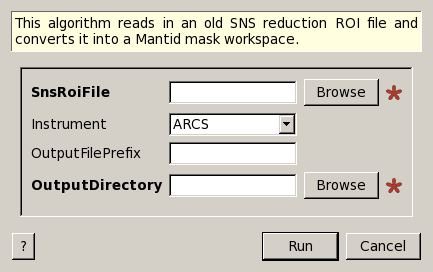 This algorithm reads in an old SNS reduction ROI file and
converts it into a Mantid mask workspace.
SnsRoiFile Browse *
Instrument ARCS
OutputFilePrefix
OutputDirectory Browse *
? Run Cancel